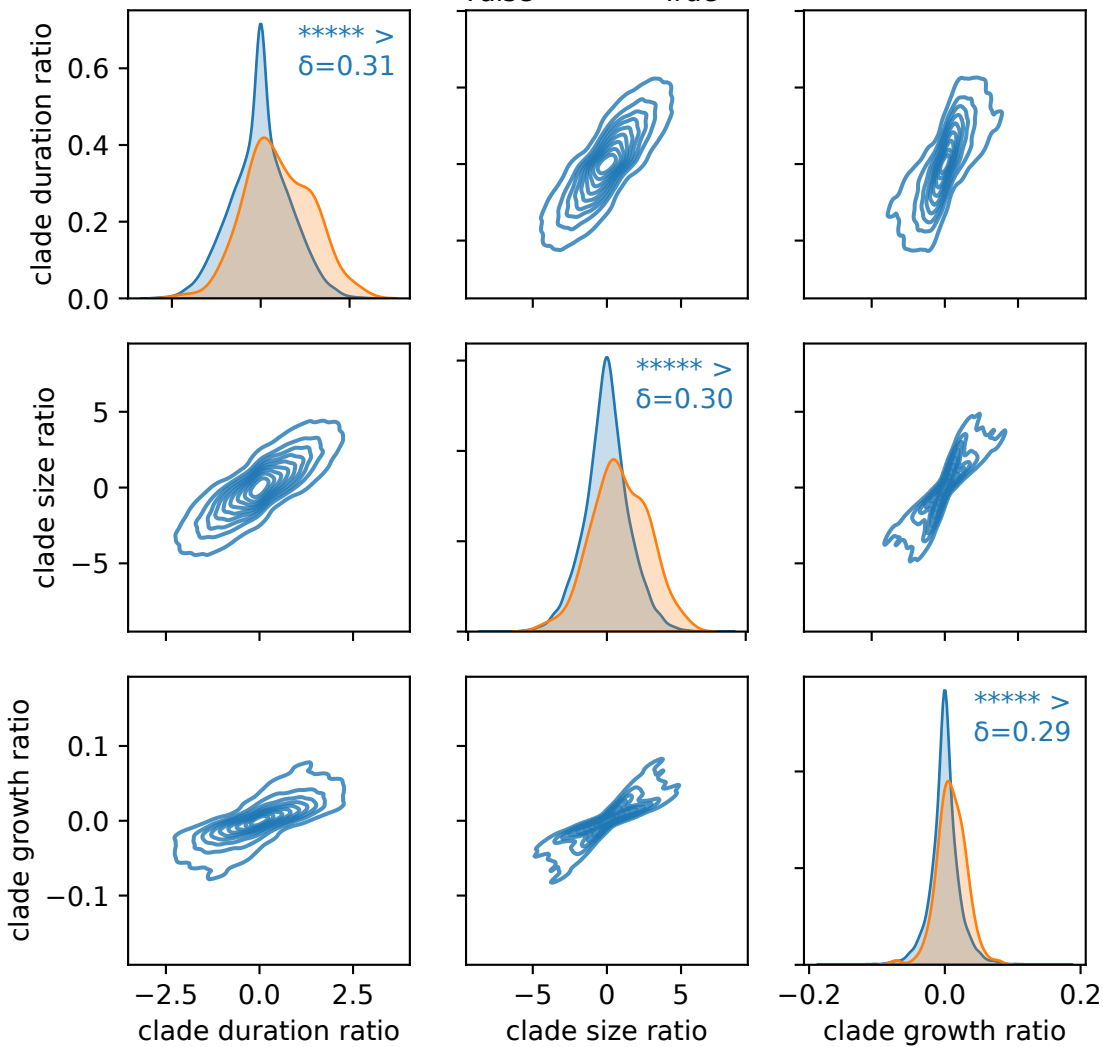 ***** >
δ=0.31
clade duration ratio
0.6
0.4
0.2
0.0
***** >
δ=0.30
clade size ratio
5
0
−5
***** >
δ=0.29
clade growth ratio
0.1
0.0
−0.1
−2.5 0.0 2.5
−5 0 5
−0.2 0.0 0.2
clade duration ratio
clade size ratio
clade growth ratio